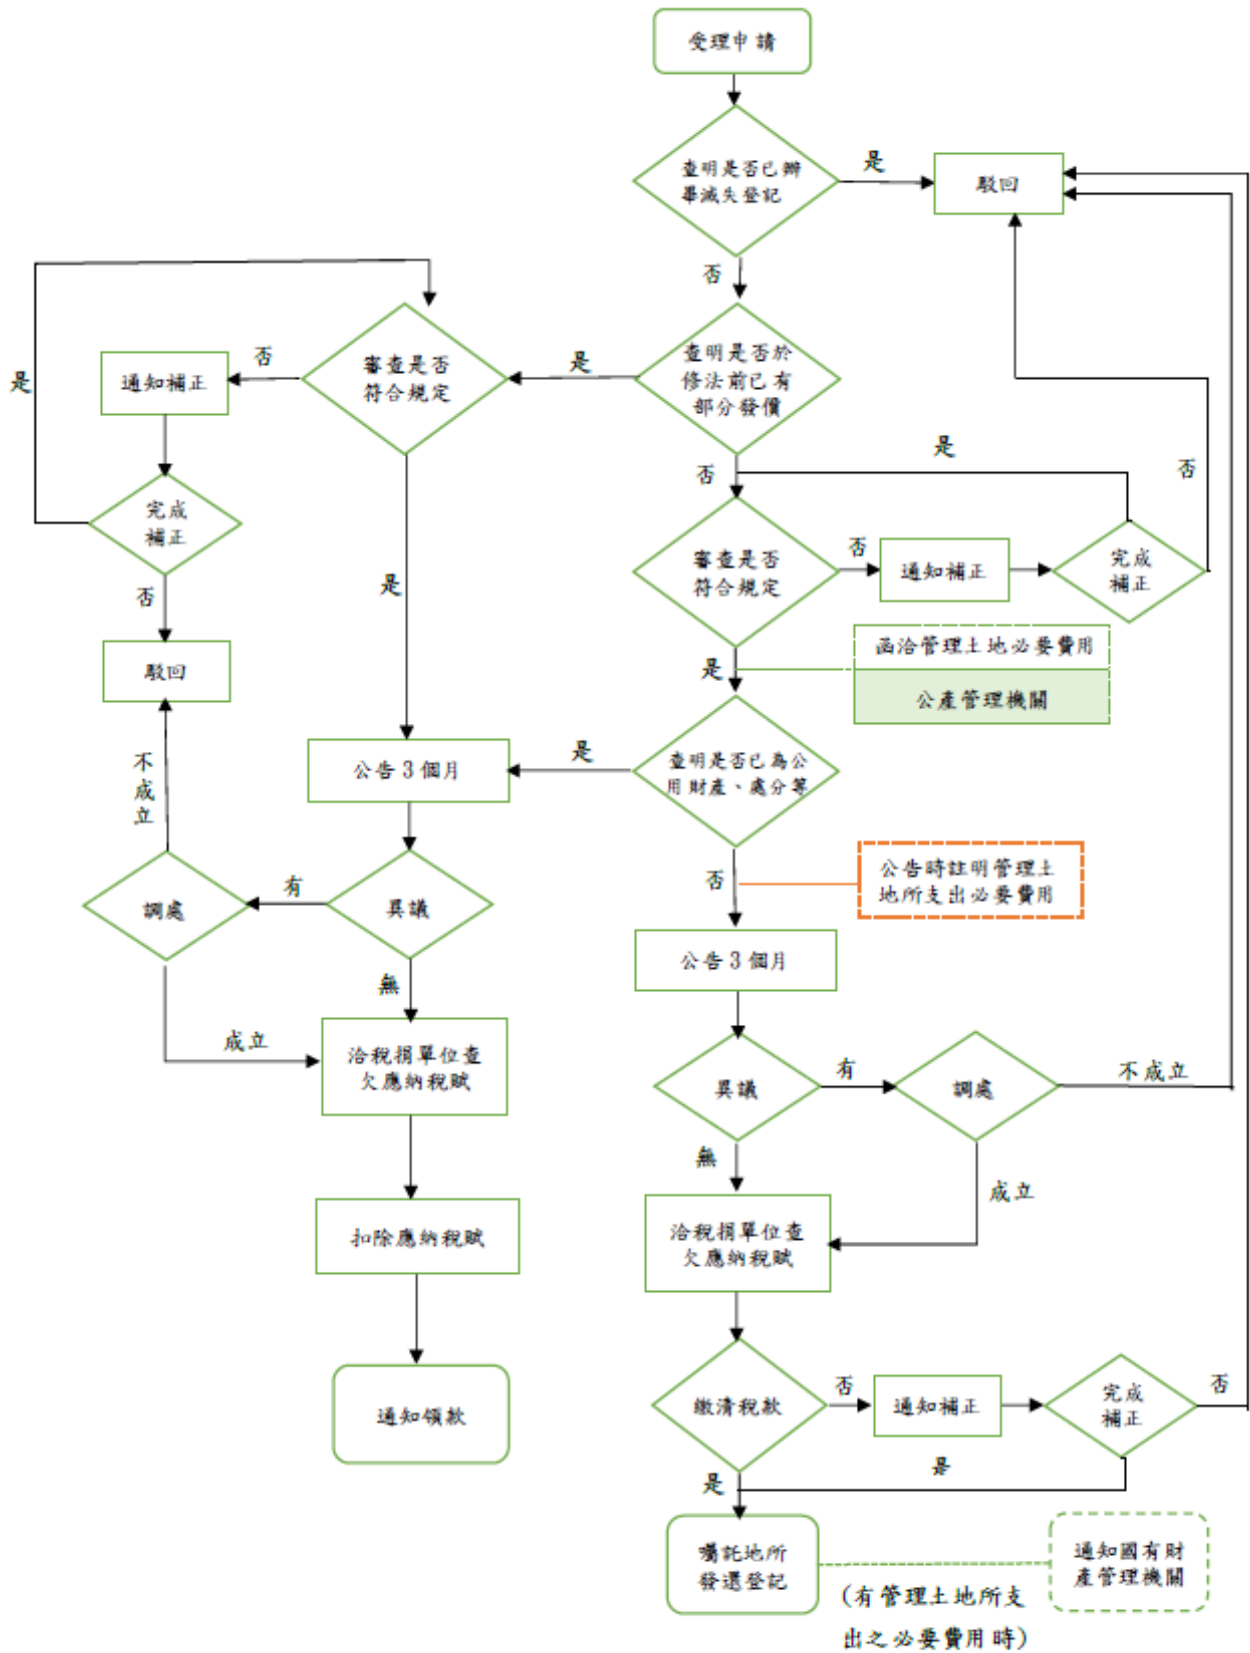 受理申請
查明是否已辦
畢滅失登記
是
駁回
否
查明是否於
修法前已有
部分發價
是
審查是否
符合規定
否
通知補正
是
完成
補正
否
駁回
是
否
審查是否
符合規定
否
通知補正
完成
補正
是
否
是
函洽管理土地必要費用
公產管理機關
查明是否已為公
用財產、處分等
是
公告3個月
不成立
調處
有
異議
無
成立
洽稅捐單位查
欠應納稅賦
扣除應納稅賦
通知領款
否
公告時註明管理土
地所支出必要費用
公告3個月
異議
有
調處
不成立
無
成立
洽稅捐單位查
欠應納稅賦
繳清稅款
否
通知補正
完成
補正
否
是
是
囑託地所
發還登記
通知國有財
產管理機關
(有管理土地所支
出之必要費用時)